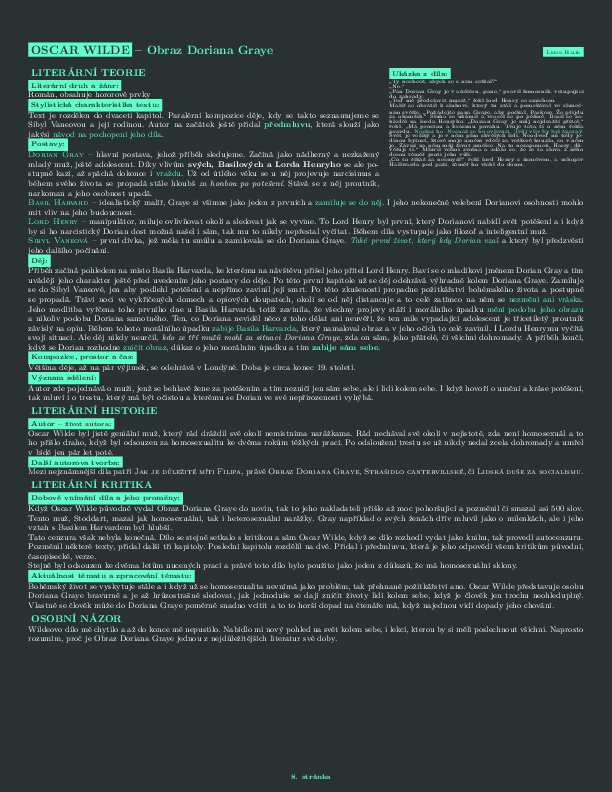 OSCAR WILDE – Obraz Doriana Graye
LITERÁRNÍ TEORIE
Literární druh a žánr:
Román, obsahuje hororové prvky
Stylistická charakteristika textu:
Text je rozdělen do dvaceti kapitol. Paralérní kompozice děje, kdy se takto seznamujeme se
Sibyl Vaneovou a její rodinou. Autor na začátek ještě přidal předmluvu, která slouží jako
jakýsi návod na pochopení jeho díla.
Postavy:
DORIAN GRAY – hlavní postava, jehož příběh sledujeme. Začíná jako nádherný a nezkažený
mladý muž, ještě adolescent. Díky vlivům svých, Basilových a Lorda Henryho se ale po-
stupně kazí, až spáchá dokonce i vraždu. Už od útlého věku se u něj projevuje narcismus a
během svého života se propadá stále hlouběji za honbou po potěšení. Stává se z něj proutník,
narkoman a jeho osobnost upadá.
BASIL HARVARD – idealistický malíř, Graye si všimne jako jeden z prvních a zamiluje se do něj. I jeho nekonečné velebení Dorianovi osobnosti mohlo
mít vliv na jeho budoucnost.
LORD HENRY – manipulátor, miluje ovlivňovat okolí a sledovat jak se vyvine. To Lord Henry byl první, který Dorianovi nabídl svět potěšení a i když
by si ho narcistický Dorian dost možná našel i sám, tak mu to nikdy nepřestal vyčítat. Během díla vystupuje jako filozof a inteligentní muž.
SIBYL VANEOVÁ – první dívka, jež měla tu smůlu a zamilovala se do Doriana Graye. Také první život, který kdy Dorian vzal a který byl předzvěstí
jeho dalšího počínání.
Děj:
Příběh začíná pohledem na místo Basila Harvarda, ke kterému na návštěvu přišel jeho přítel Lord Henry. Baví se o mladíkovi jménem Dorian Gray a tím
uvádějí jeho charakter ještě před uvedením jeho postavy do děje. Po této první kapitole už se děj odehrává výhradně kolem Doriana Graye. Zamiluje
se do Sibyl Vaneové, jen aby podlehl potěšení a nepřímo zavinil její smrt. Po této zkušenosti propadne požitkářství bohémského života a postupně
se propadá. Tráví noci ve vykřičených domech a opiových doupatech, okolí se od něj distancuje a to celé zatímco na něm se nezmění ani vráska.
Jeho modlitba vyřčena toho prvního dne u Basila Harvarda totiž zavinila, že všechny projevy stáří i morálního úpadku mění podobu jeho obrazu
a nikoliv podobu Doriana samotného. Ten, co Doriana neviděl něco z toho dělat ani neuvěří, že ten mile vypadající adolescent je třicetiletý proutník
závislý na opiu. Během tohoto morálního úpadku zabije Basila Harvarda, který namaloval obraz a v jeho očích to celé zavinil. I Lordu Henrymu vyčítá
svoji situaci. Ale děj nikdy neurčil, kdo ze tří mužů mohl za situaci Doriana Graye, zda on sám, jeho přátelé, či všichni dohromady. A příběh končí,
když se Dorian rozhodne zničit obraz, důkaz o jeho morálním úpadku a tím zabije sám sebe.
Kompozice, prostor a čas:
Většina děje, až na pár výjimek, se odehrává v Londýně. Doba je circa konec 19. století.
Význam sdělení:
Autor zde pojednává o muži, jenž se behlavě žene za potěšením a tím nezničí jen sám sebe, ale i lidi kolem sebe. I když hovoří o umění a kráse potěšení,
tak mluví i o trestu, který má být očistou a kterému se Dorian ve své nepřirozenosti vyhýbá.
LITERÁRNÍ HISTORIE
Autor – život autora:
Oscar Wilde byl jistě geniální muž, který rád dráždil své okolí nemístnima narážkama. Rád nechával své okolí v nejistotě, zda není homosexuál a to
ho přišlo draho, když byl odsouzen za homosexualitu ke dvěma rokům těžkých prací. Po odsloužení trestu se už nikdy nedal zcela dohromady a umřel
v bídě jen pár let poté.
Další autorova tvorba:
Mezi nejznámnější díla patří JAK JE DŮLEŽITÉ MÍTI FILIPA, právě OBRAZ DORIANA GRAYE, STRAŠIDLO CANTERVILLSKÉ, či LIDSKÁ DUŠE ZA SOCIALISMU.
LITERÁRNÍ KRITIKA
Dobové vnímání díla a jeho proměny:
Když Oscar Wilde původně vydal Obraz Doriana Graye do novin, tak to jeho nakladateli přišlo až moc pohoršující a pozměnil či smazal asi 500 slov.
Tento muž, Stoddart, mazal jak homosexuální, tak i heterosexuální narážky. Gray například o svých ženách dřív mluvil jako o milenkách, ale i jeho
vztah s Basilem Harvardem byl hlubší.
Tato cenzura však nebyla konečná. Dílo se stejně setkalo s kritikou a sám Oscar Wilde, když se dílo rozhodl vydat jako knihu, tak provedl autocenzuru.
Pozměnil některé texty, přidal další tři kapitoly. Poslední kapitolu rozdělil na dvě. Přidal i předmluvu, která je jeho odpovědí všem kritikům původní,
časopisecké, verze.
Stejně byl odsouzen ke dvěma letům nucených prací a právě toto dílo bylo použito jako jeden z důkazů, že má homosexuální sklony.
Aktuálnost tématu a zpracování tématu:
Bohémský život se vyskytuje stále a i když už se homosexualita nevnímá jako problém, tak přehnané požitkářství ano. Oscar Wilde představuje osobu
Doriana Graye bravurně a je až hrůzostrašné sledovat, jak jednoduše se dají zničit životy lidí kolem sebe, když je člověk jen trochu neohleduplný.
Vlastně se člověk může do Doriana Graye poměrně snadno vcítit a to to horší dopad na čtenáře má, když najednou vidí dopady jeho chování.
OSOBNÍ NÁZOR
Wildeovo dílo mě chytilo a až do konce mě nepustilo. Nabídlo mi nový pohled na svět kolem sebe, i lekci, kterou by si měli poslechnout všichni. Naprosto
rozumím, proč je Obraz Doriana Graye jednou z nejdůležitějších literatur své doby.
Ukázka z díla:
8. stránka